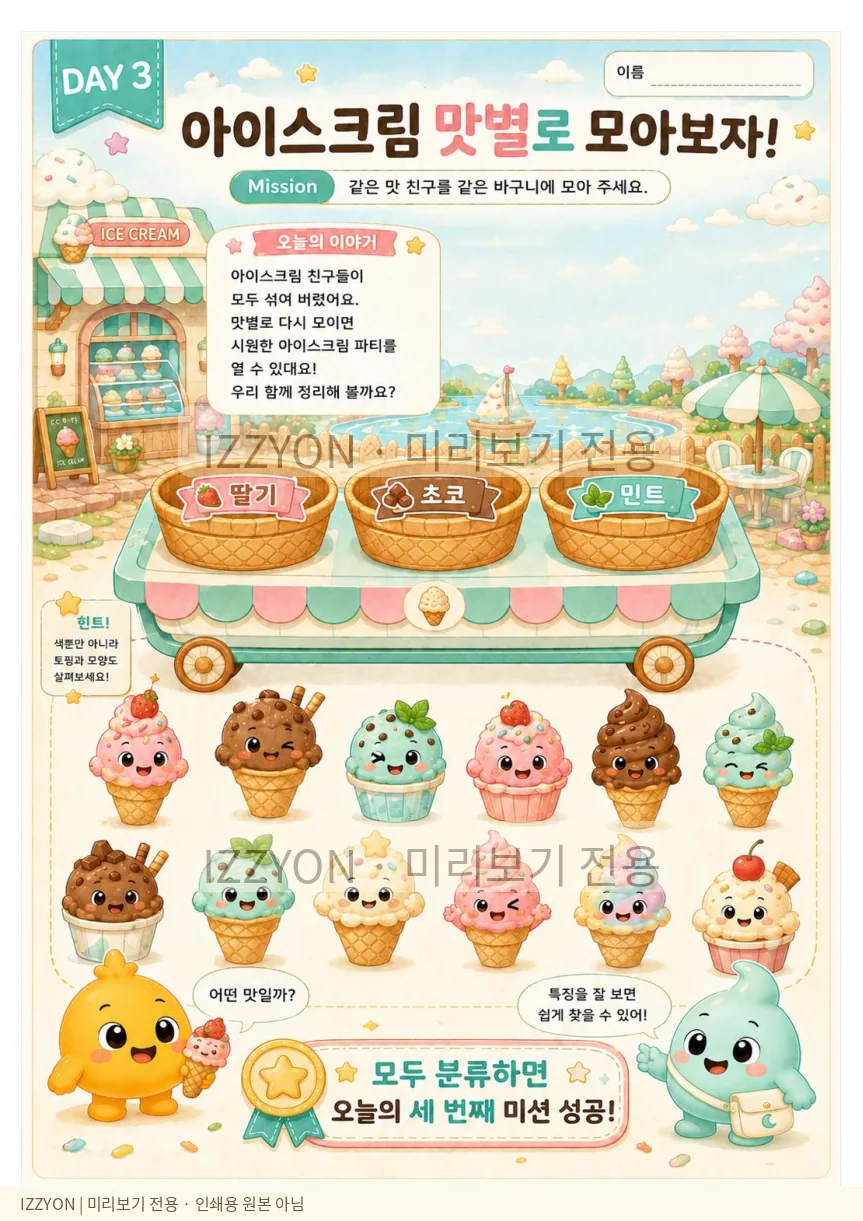 DAY 3
이름
아이스크림 맛별로 모아보자!
Mission 같은 맛 친구를 같은 바구니에 모아 주세요.
ICE CREAM
오늘의 이야기
아이스크림 친구들이
모두 섞여 버렸어요.
맛별로 다시 모이면
시원한 아이스크림 파티를
열 수 있대요!
우리 함께 정리해 볼까요?
ICE CREAM
IZZYON · 미리보기 전용
딸기
초코
민트
힌트!
색뿐만 아니라
토핑과 모양도
살펴보세요!
IZZYON · 미리보기 전용
어떤 맛일까?
특징을 잘 보면
쉽게 찾을 수 있어!
모두 분류하면
오늘의 세 번째 미션 성공!
IZZYON | 미리보기 전용 · 인쇄용 원본 아님